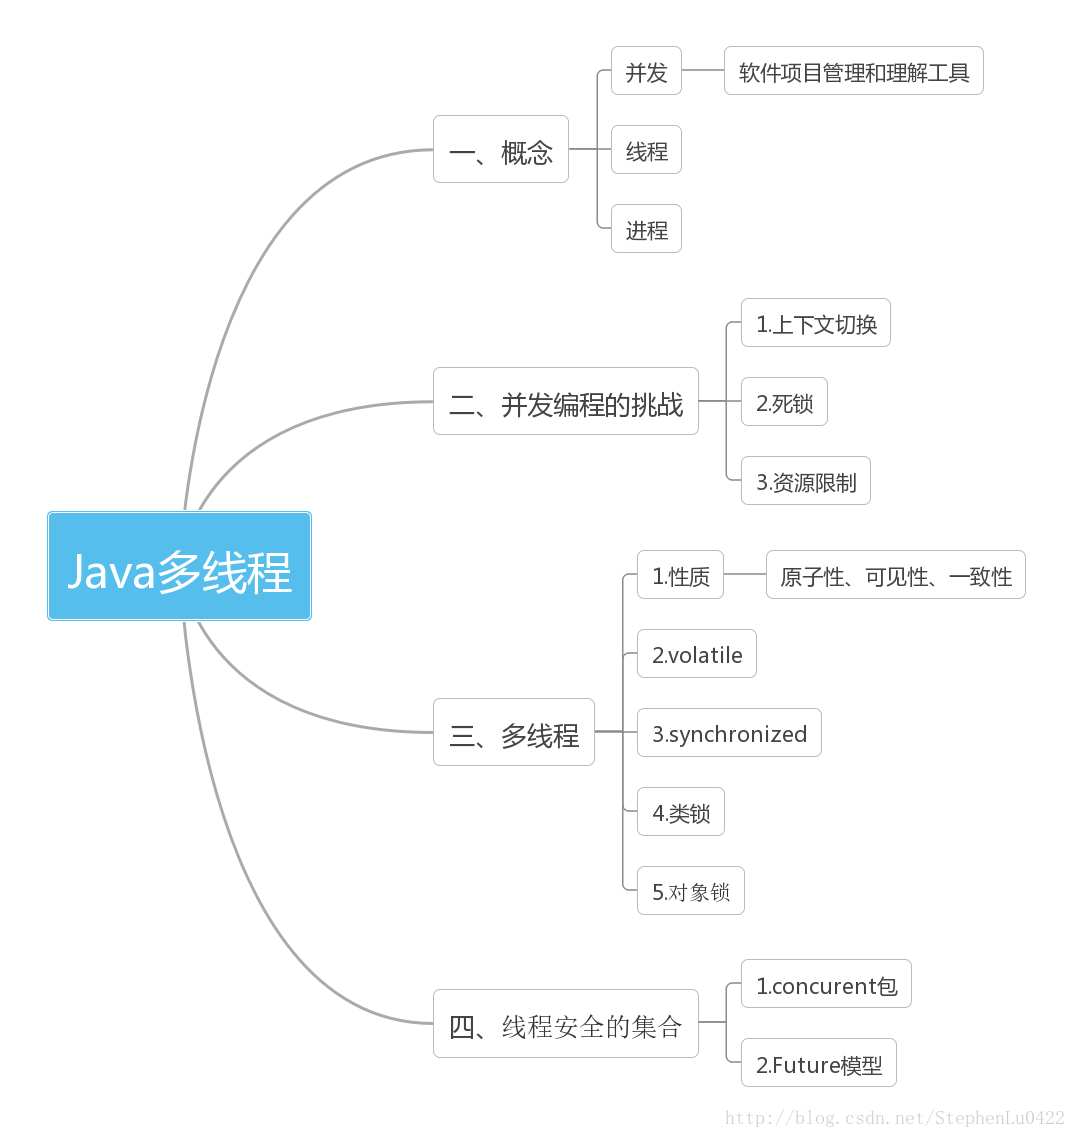 Java多线程
一、概念
并发
软件项目管理和理解工具
线程
进程
二、并发编程的挑战
1.上下文切换
2.死锁
3.资源限制
三、多线程
1.性质
原子性、可见性、一致性
2.volatile
3.synchronized
4.类锁
5.对象锁
四、线程安全的集合
1.concurent包
2.Future模型
http://blog.csdn.net/StephenLu0422